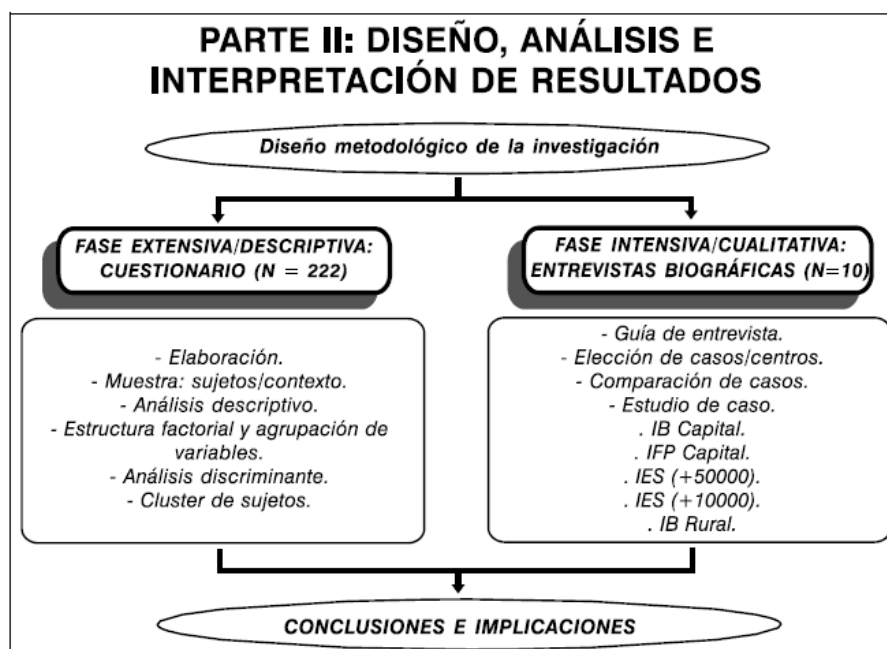 PARTE II: DISEÑO, ANÁLISIS E
INTERPRETACIÓN DE RESULTADOS
Diseño metodológico de la investigación
FASE EXTENSIVA/DESCRIPTIVA:
CUESTIONARIO (N = 222)
- Elaboración.
- Muestra: sujetos/contexto.
- Análisis descriptivo.
- Estructura factorial y agrupación de
variables.
- Análisis discriminante.
- Cluster de sujetos.
FASE INTENSIVA/CUALITATIVA:
ENTREVISTAS BIOGRÁFICAS (N=10)
- Guía de entrevista.
- Elección de casos/centros.
- Comparación de casos.
- Estudio de caso.
. IB Capital.
. IFP Capital.
. IES (+50000).
. IES (+10000).
. IB Rural.
CONCLUSIONES E IMPLICACIONES